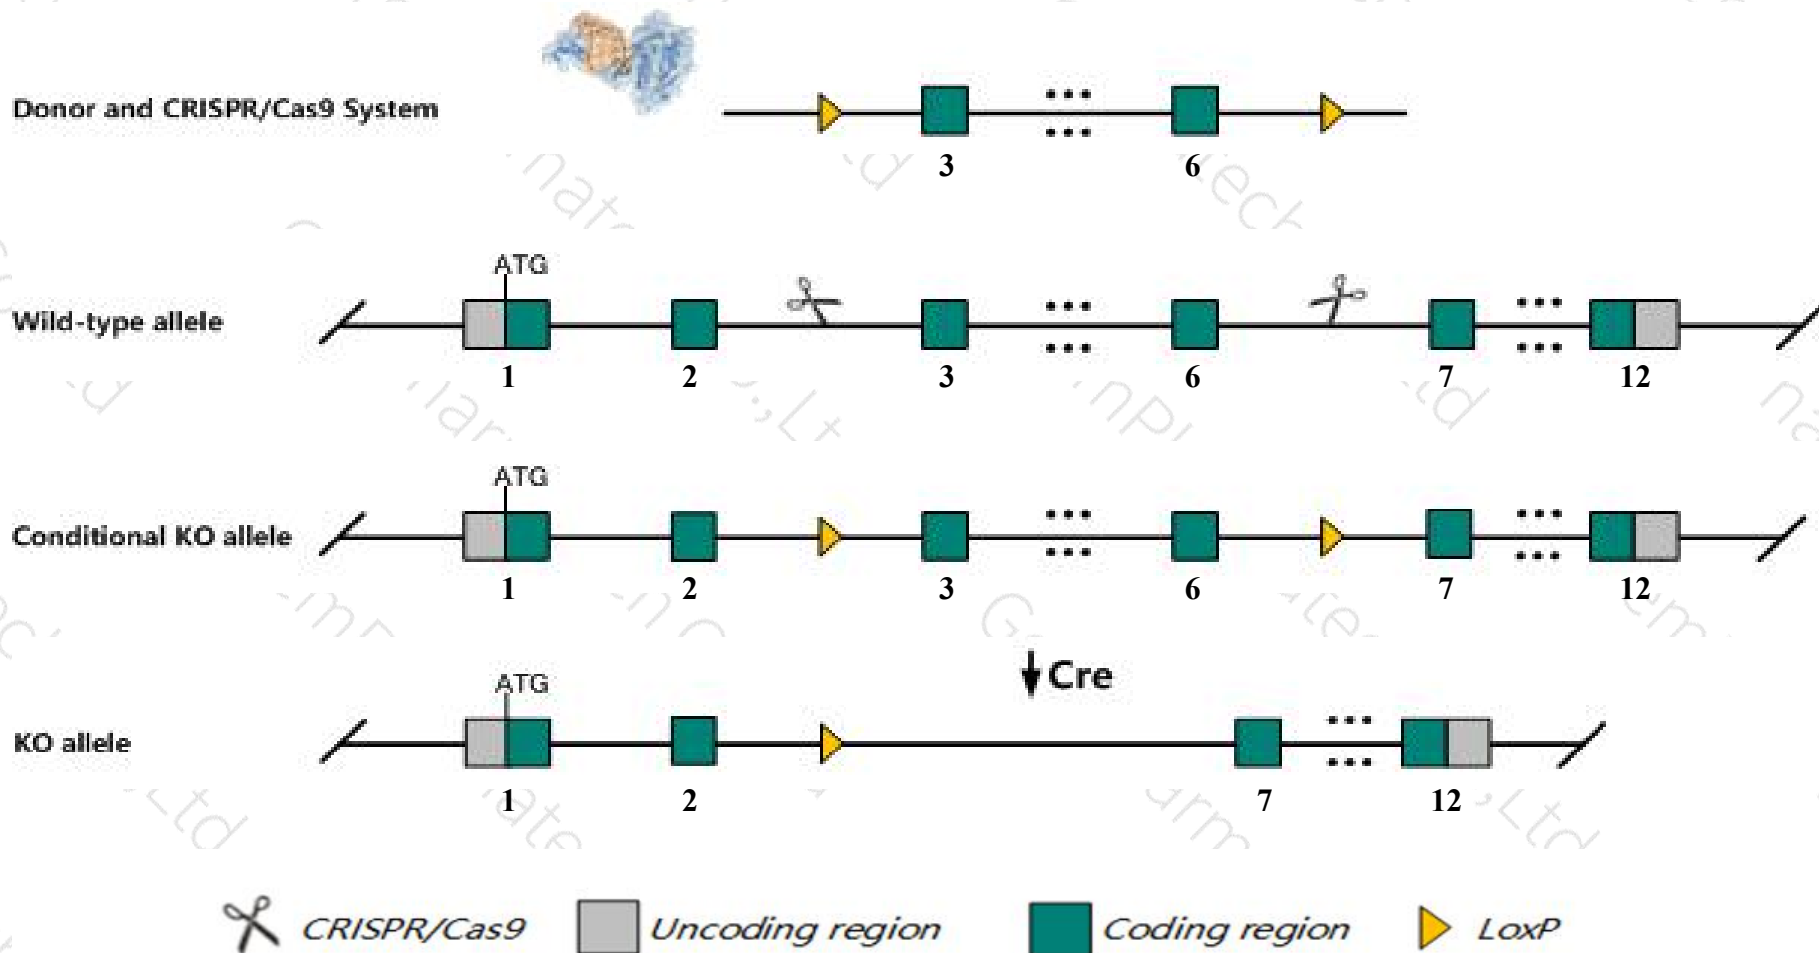 Donor and CRISPR/Cas9 System
3 ... ... 6
ATG
Wild-type allele
1 2 3 ... ... 6 7 ... ... 12
ATG
Conditional KO allele
1 2 3 ... ... 6 7 ... ... 12
Cre
ATG
KO allele
1 2 7 ... ... 12
CRISPR/Cas9 Uncoding region Coding region LoxP